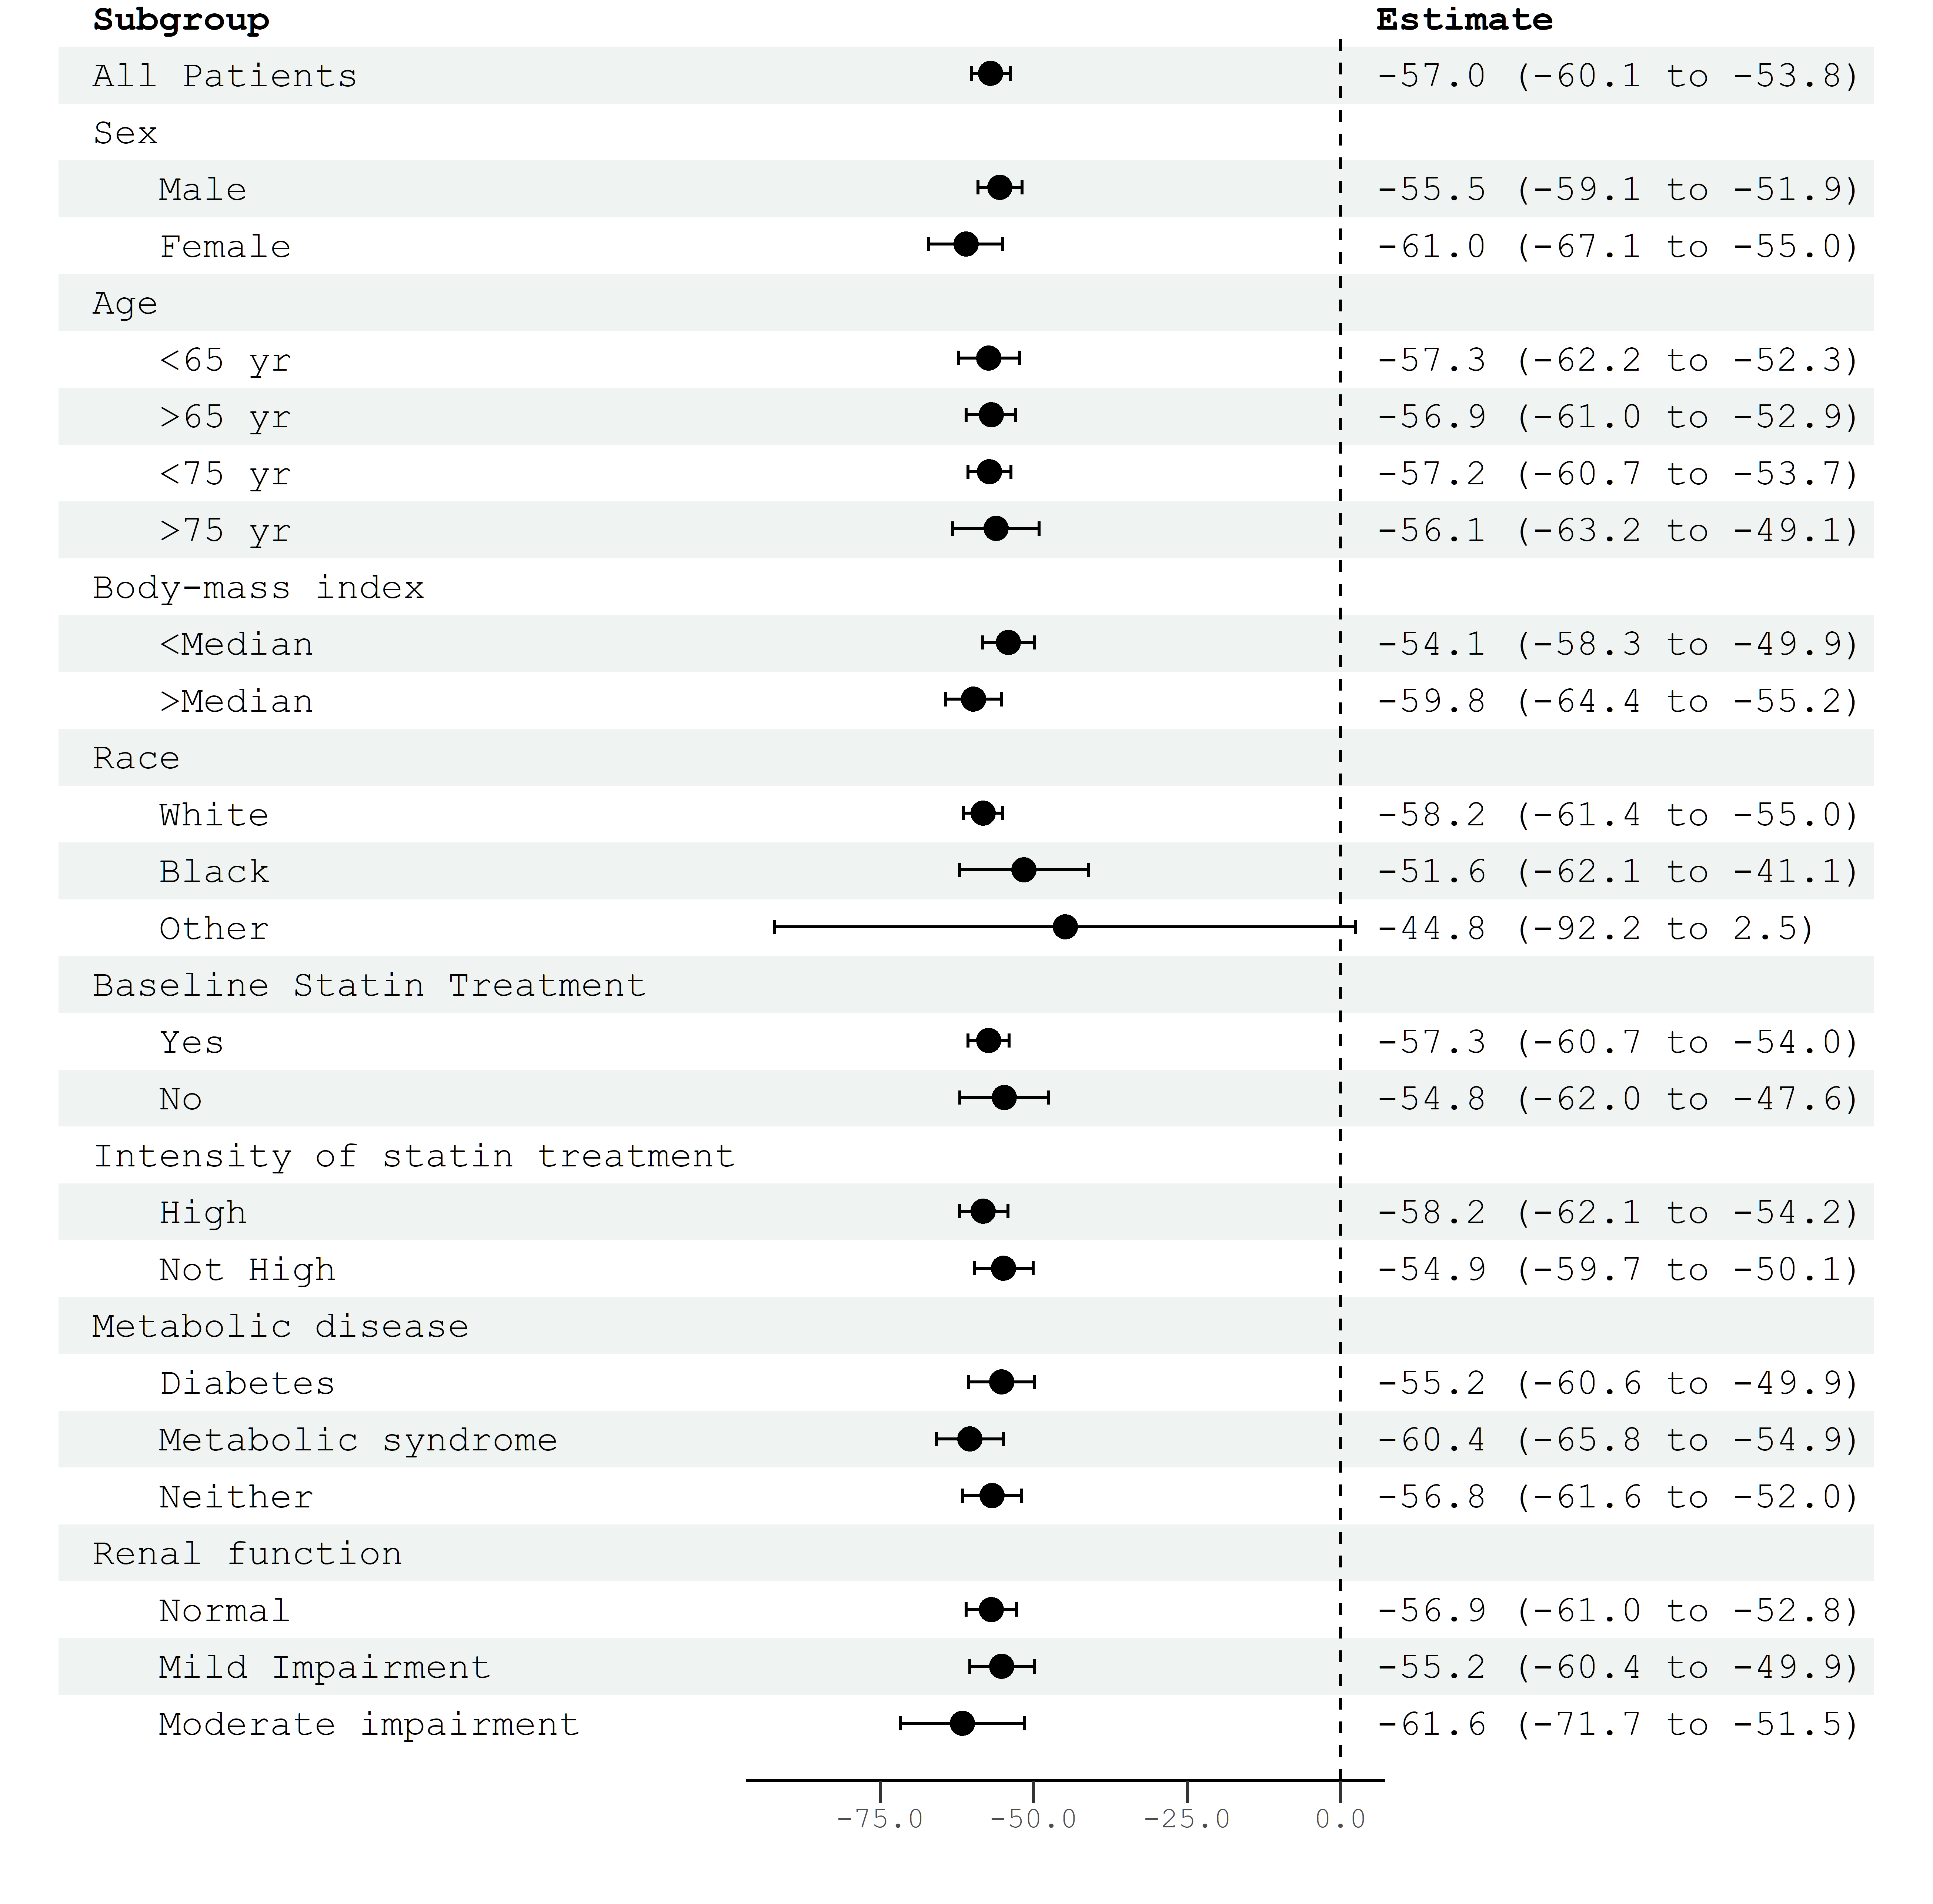 Subgroup Estimate
All Patients -57.0 (-60.1 to -53.8)
Sex
Male -55.5 (-59.1 to -51.9)
Female -61.0 (-67.1 to -55.0)
Age
<65 yr -57.3 (-62.2 to -52.3)
>65 yr -56.9 (-61.0 to -52.9)
<75 yr -57.2 (-60.7 to -53.7)
>75 yr -56.1 (-63.2 to -49.1)
Body-mass index
<Median -54.1 (-58.3 to -49.9)
>Median -59.8 (-64.4 to -55.2)
Race
White -58.2 (-61.4 to -55.0)
Black -51.6 (-62.1 to -41.1)
Other -44.8 (-92.2 to 2.5)
Baseline Statin Treatment
Yes -57.3 (-60.7 to -54.0)
No -54.8 (-62.0 to -47.6)
Intensity of statin treatment
High -58.2 (-62.1 to -54.2)
Not High -54.9 (-59.7 to -50.1)
Metabolic disease
Diabetes -55.2 (-60.6 to -49.9)
Metabolic syndrome -60.4 (-65.8 to -54.9)
Neither -56.8 (-61.6 to -52.0)
Renal function
Normal -56.9 (-61.0 to -52.8)
Mild Impairment -55.2 (-60.4 to -49.9)
Moderate impairment -61.6 (-71.7 to -51.5)
-75.0 -50.0 -25.0 0.0